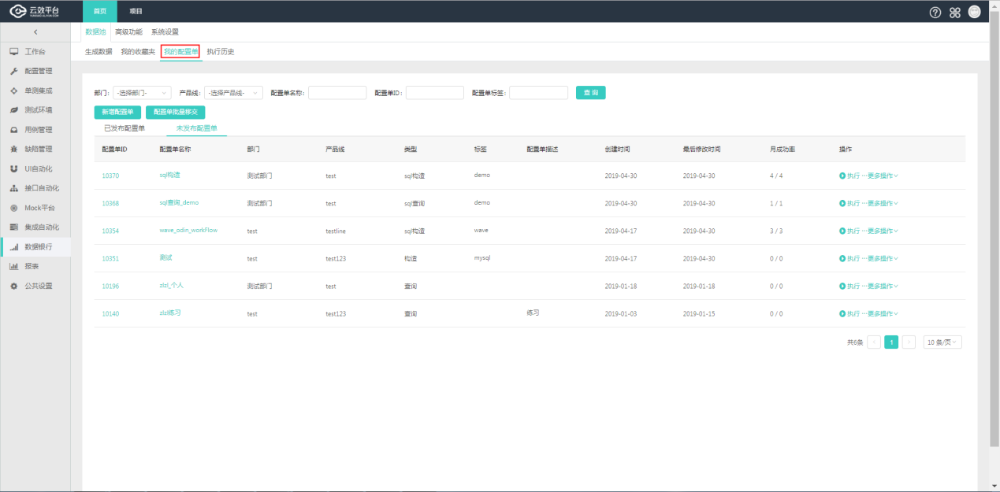 云效平台 首页 项目
数据池 高级功能 系统设置
生成数据 我的收藏夹 我的配置单 执行历史
工作台
配置管理
单测集成
测试环境
用例管理
缺陷管理
UI自动化
接口自动化
Mock平台
集成自动化
数据银行
报表
公共设置
部门: -选择部门- 产品线: -选择产品线- 配置单名称: 配置单ID: 配置单标签: 查询
新增配置单 配置单批量移交
已发布配置单 未发布配置单
配置单ID 配置单名称 部门 产品线 类型 标签 配置单描述 创建时间 最后修改时间 月成功率 操作
10370 sql构造 测试部门 test sql构造 demo 2019-04-30 2019-04-30 4 / 4 执行 ···更多操作
10368 sql查询_demo 测试部门 test sql查询 demo 2019-04-30 2019-04-30 1 / 1 执行 ···更多操作
10354 wave_odin_workFlow test testline sql构造 wave 2019-04-17 2019-04-30 3 / 3 执行 ···更多操作
10351 测试 test test123 构造 mysql 2019-04-17 2019-04-30 0 / 0 执行 ···更多操作
10196 zlzl_个人 测试部门 test 查询 2019-01-18 2019-01-18 0 / 0 执行 ···更多操作
10140 zlzl练习 test test123 查询 练习 2019-01-03 2019-01-15 0 / 0 执行 ···更多操作
共6条 1 10 条/页